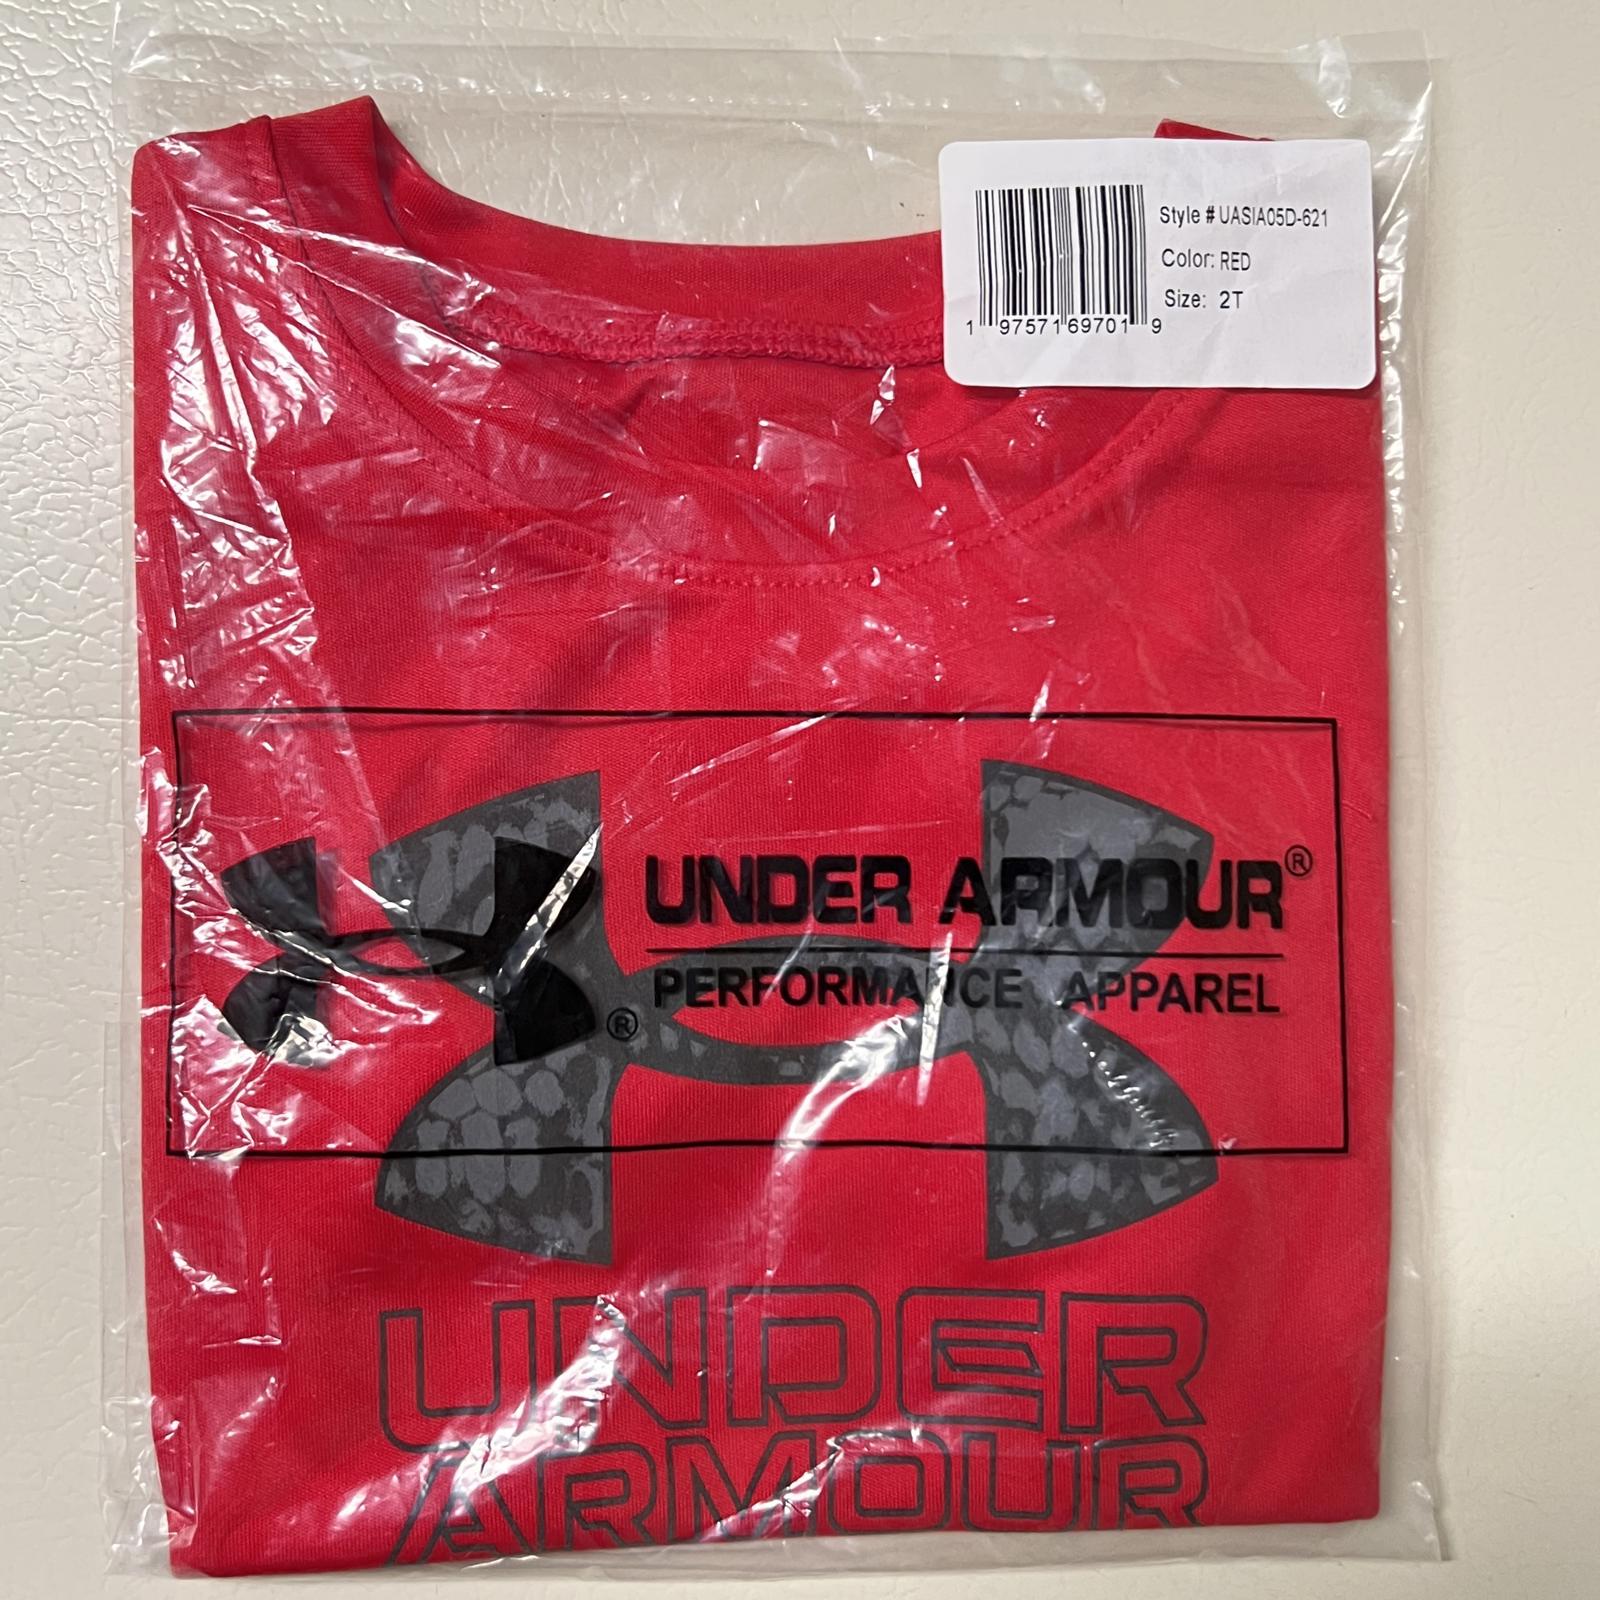 Style # UASIA05D-621
Color: RED
Size: 2T
1 97571 69701 9
UNDER ARMOUR®
PERFORMANCE APPAREL
®
UNDER
ARMOUR